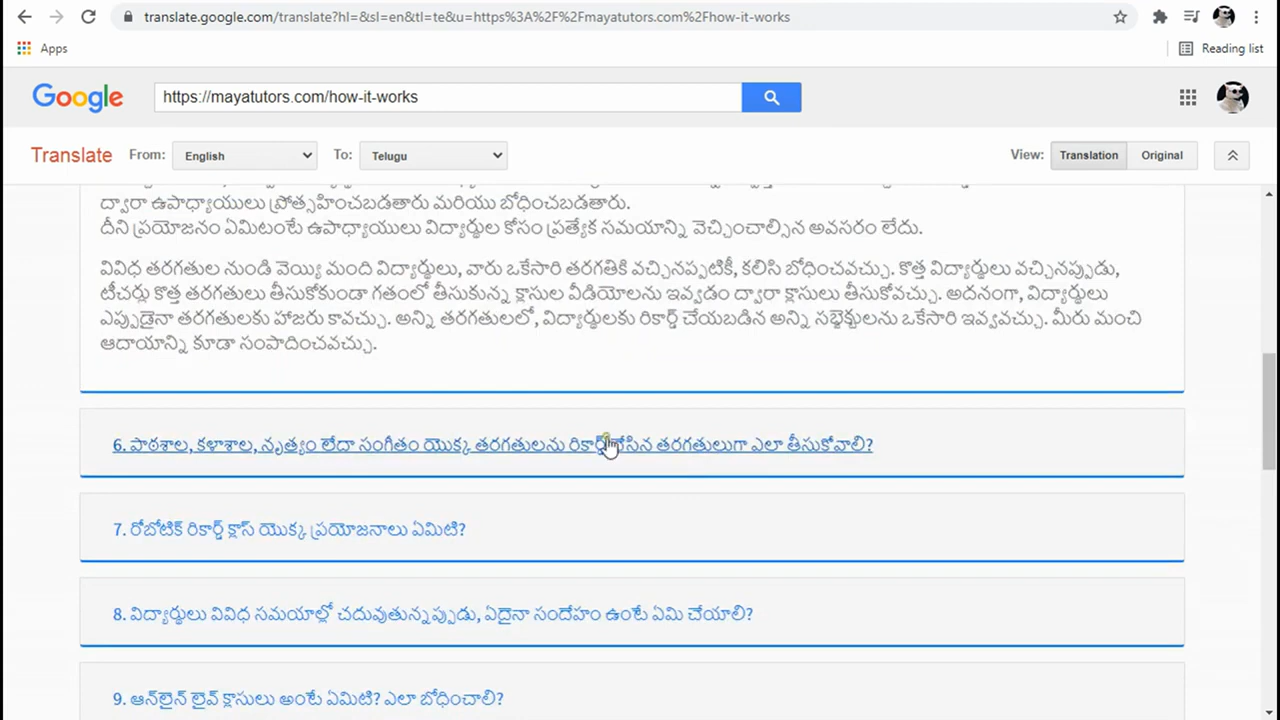 translate.google.com/translate?hl=&sl=en&tl=te&u=https%3A%2F%2Fmayatutors.com%2Fhow-it-works
Apps
Reading list
Google
https://mayatutors.com/how-it-works
Translate
From:
English
To:
Telugu
View:
Translation
Original
ద్వారా ఉపాధ్యాయులు ప్రోత్సహించబడతారు మరియు బోధించబడతారు.
దీని ప్రయోజనం ఏమిటంటే ఉపాధ్యాయులు విద్యార్థుల కోసం ప్రత్యేక సమయాన్ని వెచ్చించాల్సిన అవసరం లేదు.
వివిధ తరగతుల నుండి వెయ్యి మంది విద్యార్థులు, వారు ఒకేసారి తరగతికి వచ్చినప్పటికీ, కలిసి బోధించవచ్చు. కొత్త విద్యార్థులు వచ్చినప్పుడు,
టీచర్లు కొత్త తరగతులు తీసుకోకుండా గతంలో తీసుకున్న క్లాసుల వీడియోలను ఇవ్వడం ద్వారా క్లాసులు తీసుకోవచ్చు. అదనంగా, విద్యార్థులు
ఎప్పుడైనా తరగతులకు హాజరు కావచ్చు. అన్ని తరగతులలో, విద్యార్థులకు రికార్డ్ చేయబడిన అన్ని సబ్జెక్టులను ఒకేసారి ఇవ్వవచ్చు. మీరు మంచి
ఆదాయాన్ని కూడా సంపాదించవచ్చు.
6. పాఠశాల, కళాశాల, నృత్యం లేదా సంగీతం యొక్క తరగతులను రికార్డ్ తరగతులుగా ఎలా తీసుకోవాలి?
7. రోబోటిక్ రికార్డ్ క్లాస్ యొక్క ప్రయోజనాలు ఏమిటి?
8. విద్యార్థులు వివిధ సమయాల్లో చదువుతున్నప్పుడు, ఏదైనా సందేహం ఉంటే ఏమి చేయాలి?
9. ఆన్‌లైన్ లైవ్ క్లాసులు అంటే ఏమిటి? ఎలా బోధించాలి?